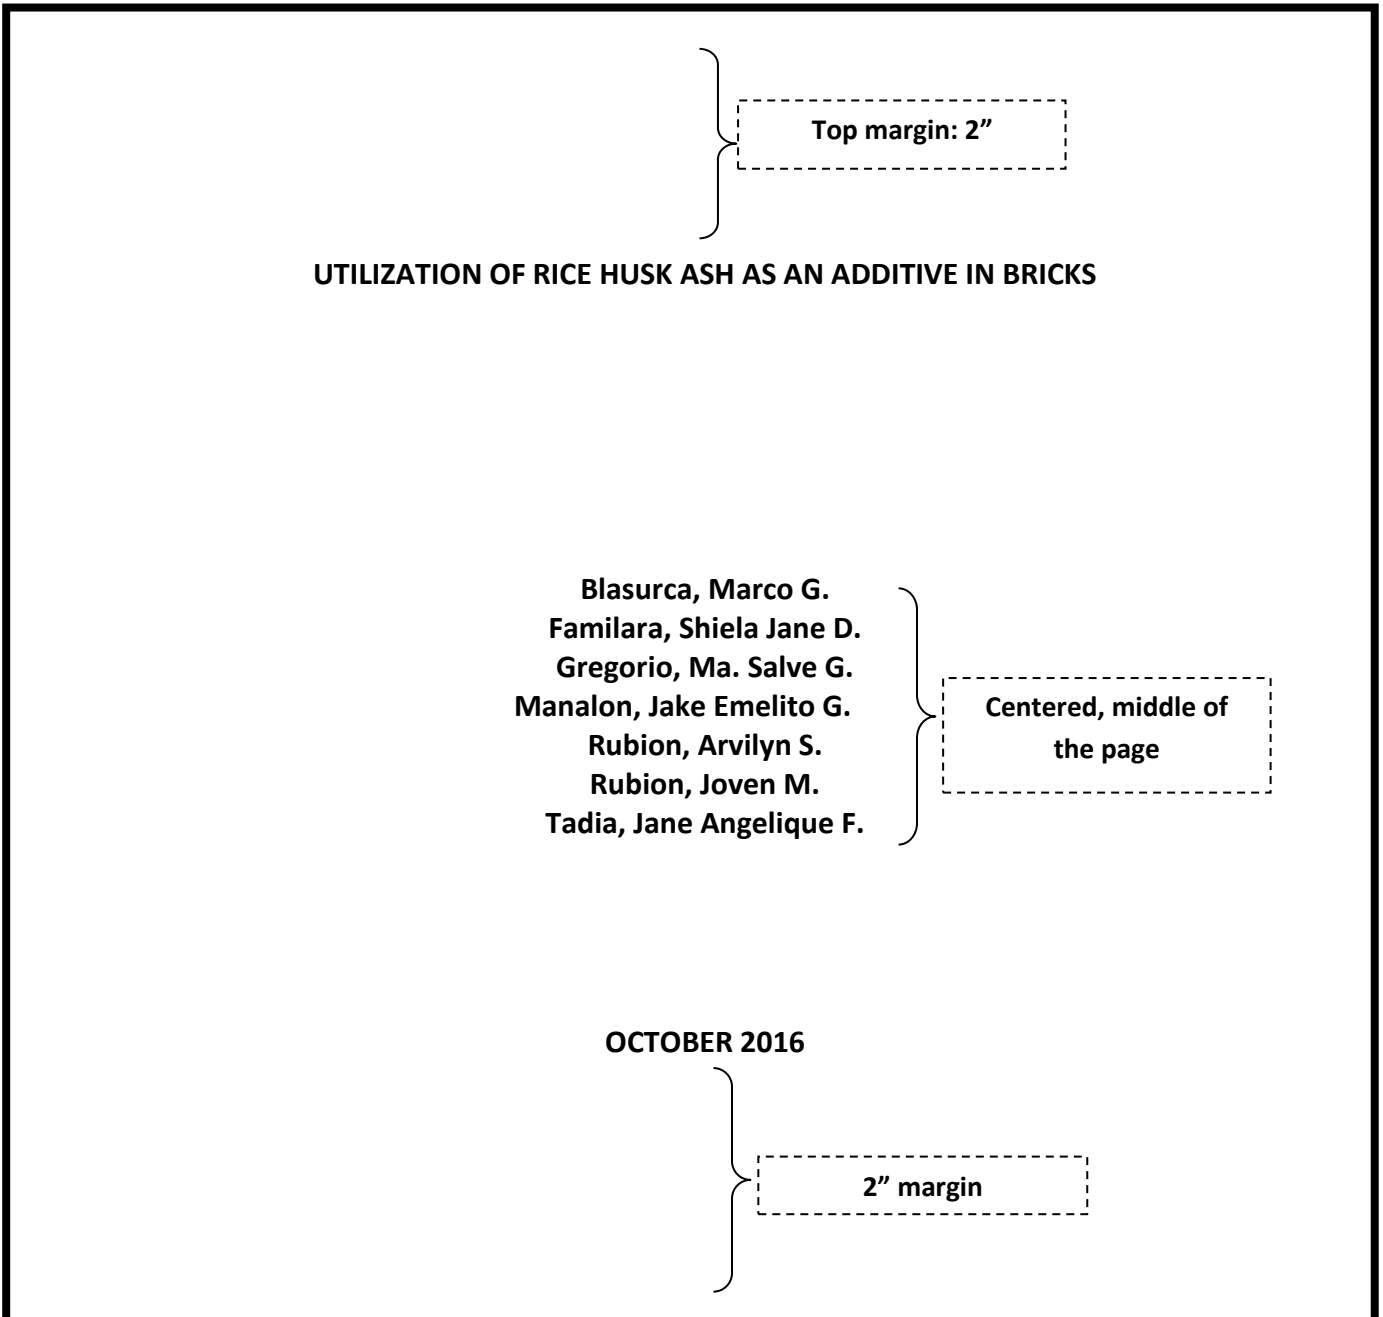 Top margin: 2”
UTILIZATION OF RICE HUSK ASH AS AN ADDITIVE IN BRICKS
Blasurca, Marco G.
Familara, Shiela Jane D.
Gregorio, Ma. Salve G.
Manalon, Jake Emelito G.
Rubion, Arvilyn S.
Rubion, Joven M.
Tadia, Jane Angelique F.
Centered, middle of
the page
OCTOBER 2016
2” margin